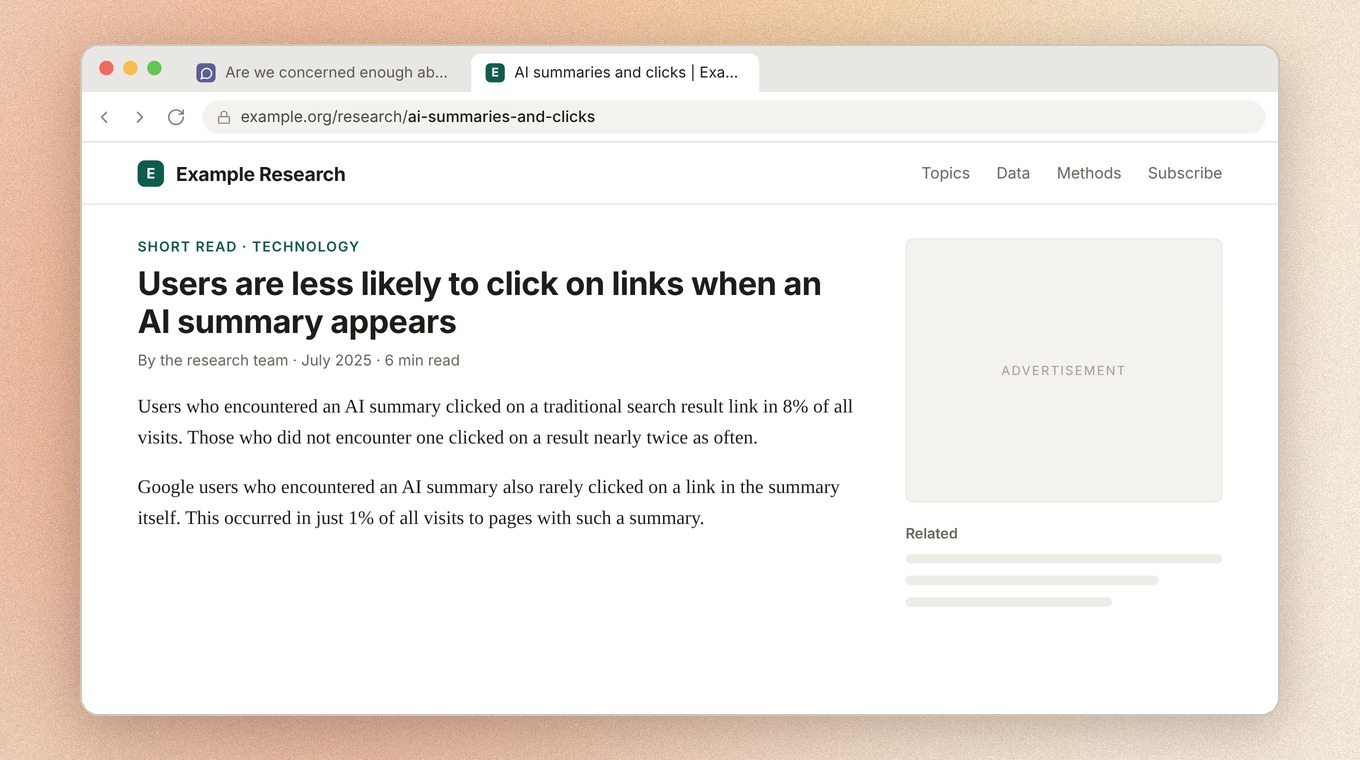 Are we concerned enough ab...
E AI summaries and clicks | Exa...
example.org/research/ai-summaries-and-clicks
E Example Research
Topics Data Methods Subscribe
SHORT READ · TECHNOLOGY
Users are less likely to click on links when an
AI summary appears
By the research team · July 2025 · 6 min read
Users who encountered an AI summary clicked on a traditional search result link in 8% of all
visits. Those who did not encounter one clicked on a result nearly twice as often.
Google users who encountered an AI summary also rarely clicked on a link in the summary
itself. This occurred in just 1% of all visits to pages with such a summary.
ADVERTISEMENT
Related